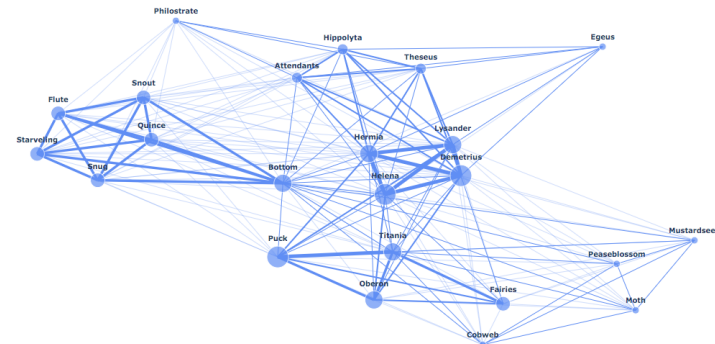 Philostrate
Hippolyta
Egeus
Theseus
Attendants
Snout
Flute
Quince
Lysander
Hermia
Starveling
Demetrius
Snug
Bottom
Helena
Mustardsee
Puck
Titania
Peaseblossom
Oberon
Fairies
Moth
Cobweb